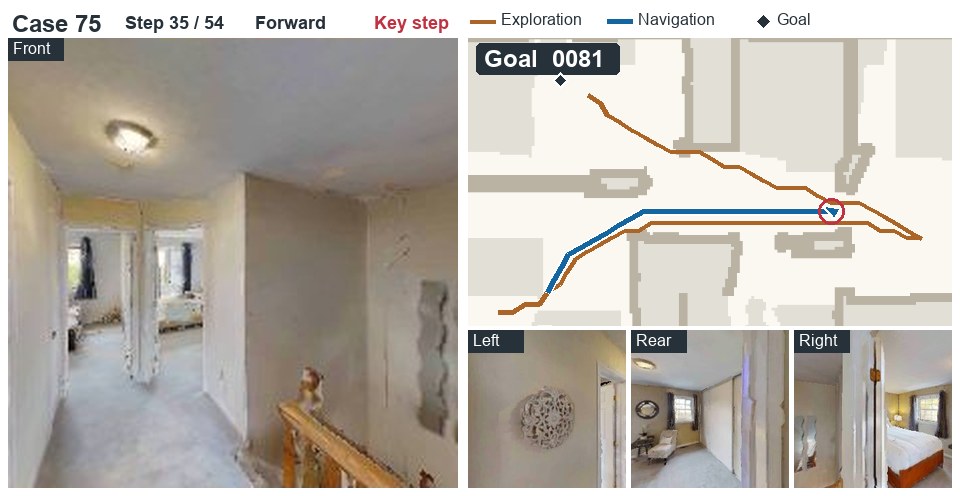 Case 75 Step 35 / 54 Forward Key step
Exploration Navigation Goal
Front
Goal 0081
Left
Rear
Right